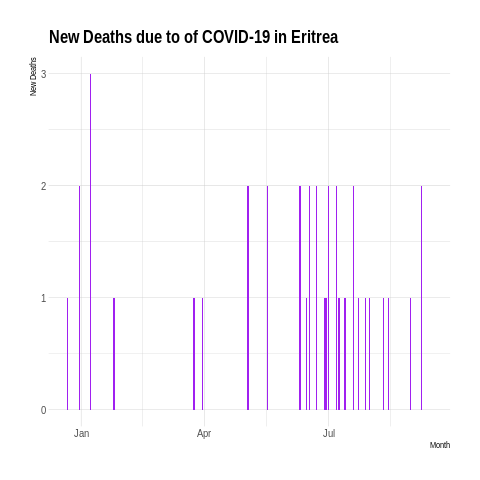 New Deaths due to of COVID-19 in Eritrea
New Deaths
3
2
1
0
Jan Apr Jul
Month